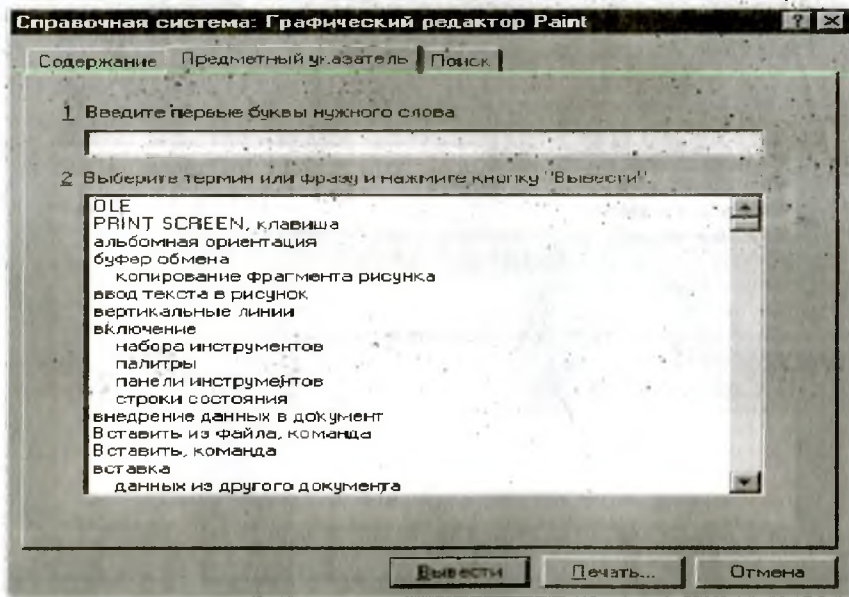 Справочная система: Графический редактор Paint
Содержание Предметный указатель Поиск
1 Введите первые буквы нужного слова
2 Выберите термин или фразу и нажмите кнопку "Вывести".
OLE
PRINT SCREEN, клавиша
альбомная ориентация
буфер обмена
копирование фрагмента рисунка
ввод текста в рисунок
вертикальные линии
включение
набора инструментов
палитры
панели инструментов
строки состояния
внедрение данных в документ
Вставить из файла, команда
Вставить, команда
вставка
данных из другого документа
Вывести Печать... Отмена